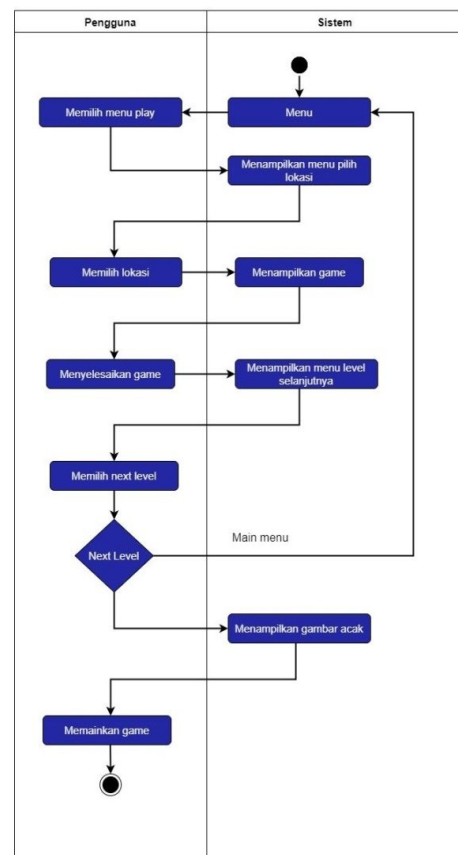 Pengguna
Sistem
Menu
Memilih menu play
Menampilkan menu pilih
lokasi
Memilih lokasi
Menampilkan game
Menyelesaikan game
Menampilkan menu level
selanjutnya
Memilih next level
Next Level
Main menu
Menampilkan gambar acak
Memainkan game